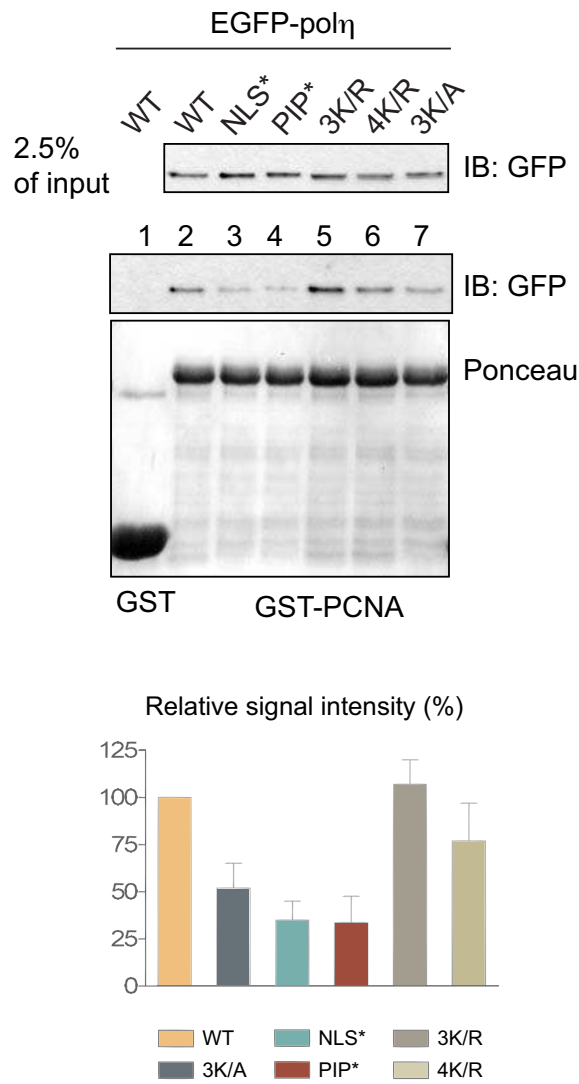 EGFP-polη
WT WT NLS* PIP* 3K/R 4K/R 3K/A
2.5%
of input
IB: GFP
1 2 3 4 5 6 7
IB: GFP
Ponceau
GST GST-PCNA
Relative signal intensity (%)
125
100
75
50
25
0
WT NLS* 3K/R
3K/A PIP* 4K/R